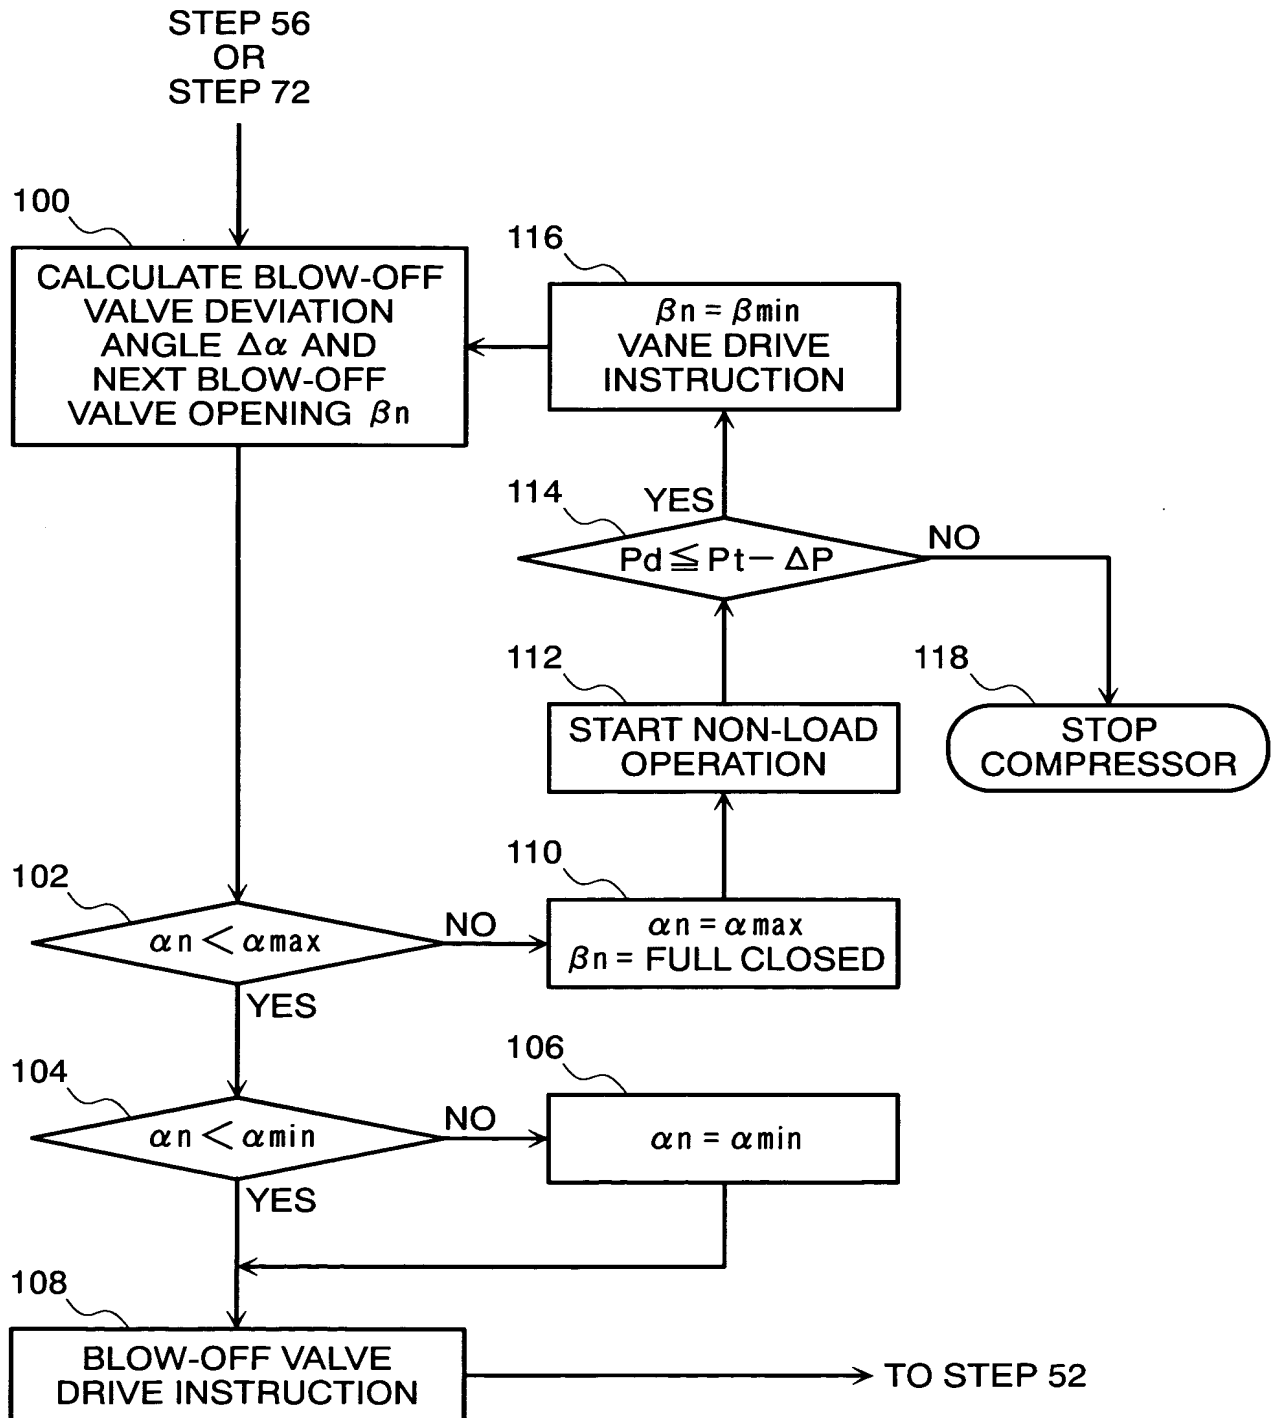 STEP 56
OR
STEP 72
100
CALCULATE BLOW-OFF
VALVE DEVIATION
ANGLE Δα AND
NEXT BLOW-OFF
VALVE OPENING βn
116
βn = βmin
VANE DRIVE
INSTRUCTION
114
YES
Pd ≦ Pt − ΔP
NO
112
START NON-LOAD
OPERATION
118
STOP
COMPRESSOR
102
αn < αmax
NO
110
αn = αmax
βn = FULL CLOSED
YES
104
αn < αmin
NO
106
αn = αmin
YES
108
BLOW-OFF VALVE
DRIVE INSTRUCTION
TO STEP 52